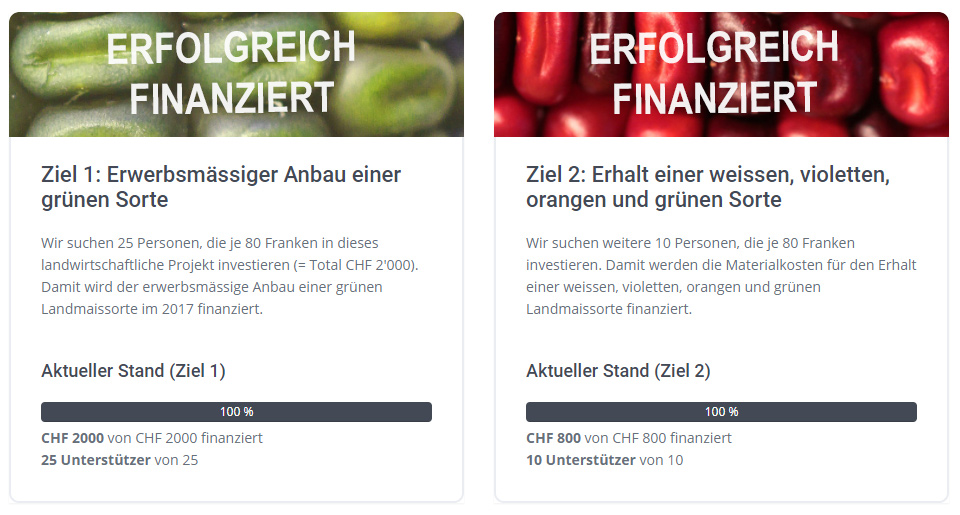 ERFOLGREICH
FINANZIERT
Ziel 1: Erwerbsmässiger Anbau einer
grünen Sorte
Wir suchen 25 Personen, die je 80 Franken in dieses
landwirtschaftliche Projekt investieren (= Total CHF 2'000).
Damit wird der erwerbsmässige Anbau einer grünen
Landmaissorte im 2017 finanziert.
Aktueller Stand (Ziel 1)
100 %
CHF 2000 von CHF 2000 finanziert
25 Unterstützer von 25
ERFOLGREICH
FINANZIERT
Ziel 2: Erhalt einer weissen, violetten,
orangen und grünen Sorte
Wir suchen weitere 10 Personen, die je 80 Franken
investieren. Damit werden die Materialkosten für den Erhalt
einer weissen, violetten, orangen und grünen
Landmaissorte finanziert.
Aktueller Stand (Ziel 2)
100 %
CHF 800 von CHF 800 finanziert
10 Unterstützer von 10